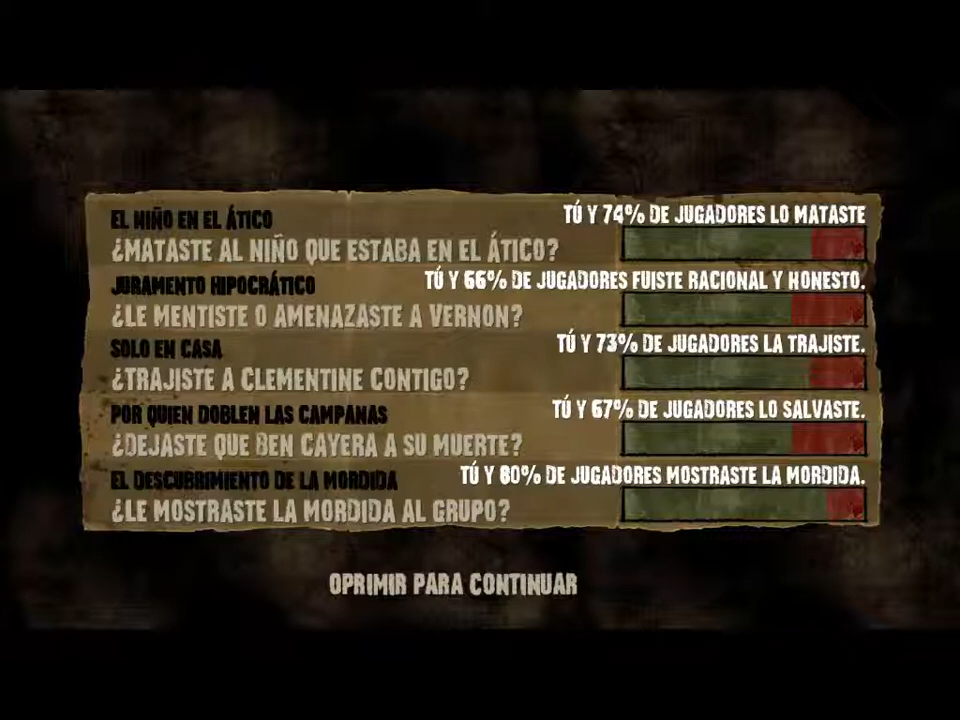 EL NIÑO EN EL ÁTICO
TÚ Y 74% DE JUGADORES LO MATASTE
¿MATASTE AL NIÑO QUE ESTABA EN EL ÁTICO?
JURAMENTO HIPOCRÁTICO
TÚ Y 66% DE JUGADORES FUISTE RACIONAL Y HONESTO.
¿LE MENTISTE O AMENAZASTE A VERNON?
SOLO EN CASA
TÚ Y 73% DE JUGADORES LA TRAJISTE.
¿TRAJISTE A CLEMENTINE CONTIGO?
POR QUIEN DOBLEN LAS CAMPANAS
TÚ Y 67% DE JUGADORES LO SALVASTE.
¿DEJASTE QUE BEN CAYERA A SU MUERTE?
EL DESCUBRIMIENTO DE LA MORDIDA
TÚ Y 80% DE JUGADORES MOSTRASTE LA MORDIDA.
¿LE MOSTRASTE LA MORDIDA AL GRUPO?
OPRIMIR PARA CONTINUAR